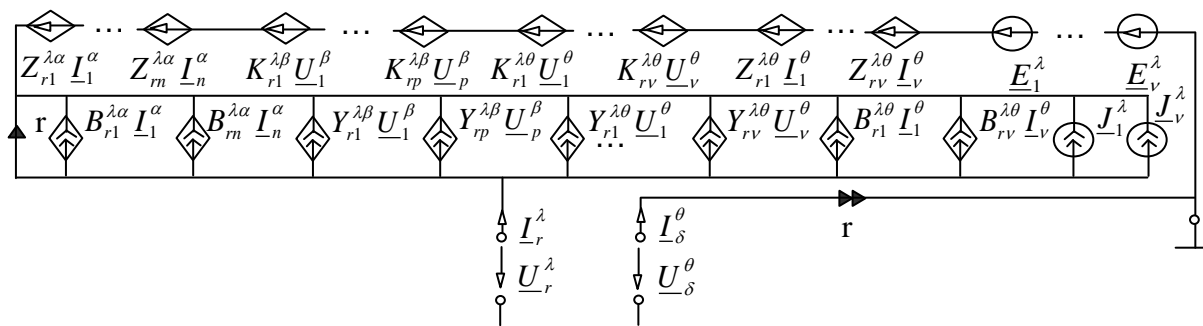 ... ... ... ...
Z_{r1}^{λα} I_1^α Z_{rn}^{λα} I_n^α K_{r1}^{λβ} U_1^β K_{rp}^{λβ} U_p^β K_{r1}^{λθ} U_1^θ K_{rν}^{λθ} U_ν^θ Z_{r1}^{λθ} I_1^θ Z_{rν}^{λθ} I_ν^θ E_1^λ E_ν^λ
r B_{r1}^{λα} I_1^α B_{rn}^{λα} I_n^α Y_{r1}^{λβ} U_1^β Y_{rp}^{λβ} U_p^β Y_{r1}^{λθ} U_1^θ Y_{rν}^{λθ} U_ν^θ B_{r1}^{λθ} I_1^θ B_{rν}^{λθ} I_ν^θ J_1^λ J_ν^λ
...
I_r^λ I_δ^θ r
U_r^λ U_δ^θ